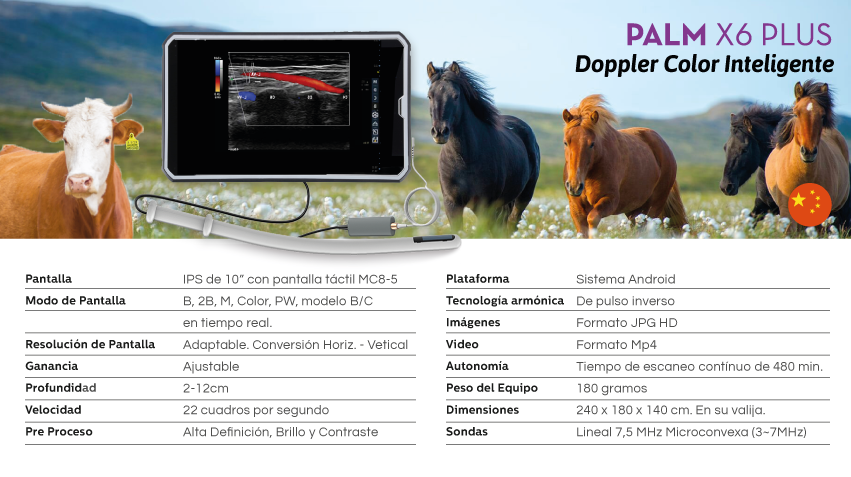 PALM X6 PLUS
Doppler Color Inteligente
Pantalla IPS de 10” con pantalla táctil MC8-5
Modo de Pantalla B, 2B, M, Color, PW, modelo B/C
en tiempo real.
Resolución de Pantalla Adaptable. Conversión Horiz. - Vetical
Ganancia Ajustable
Profundidad 2-12cm
Velocidad 22 cuadros por segundo
Pre Proceso Alta Definición, Brillo y Contraste
Plataforma Sistema Android
Tecnología armónica De pulso inverso
Imágenes Formato JPG HD
Video Formato Mp4
Autonomía Tiempo de escaneo contínuo de 480 min.
Peso del Equipo 180 gramos
Dimensiones 240 x 180 x 140 cm. En su valija.
Sondas Lineal 7,5 MHz Microconvexa (3~7MHz)